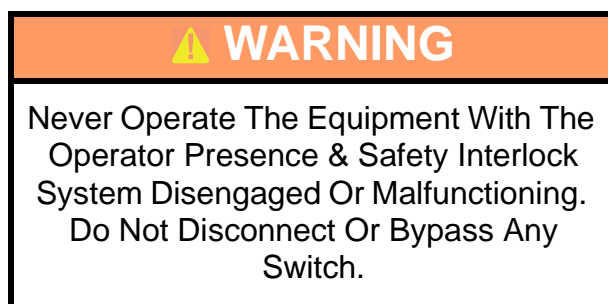 WARNING
Never Operate The Equipment With The
Operator Presence & Safety Interlock
System Disengaged Or Malfunctioning.
Do Not Disconnect Or Bypass Any
Switch.